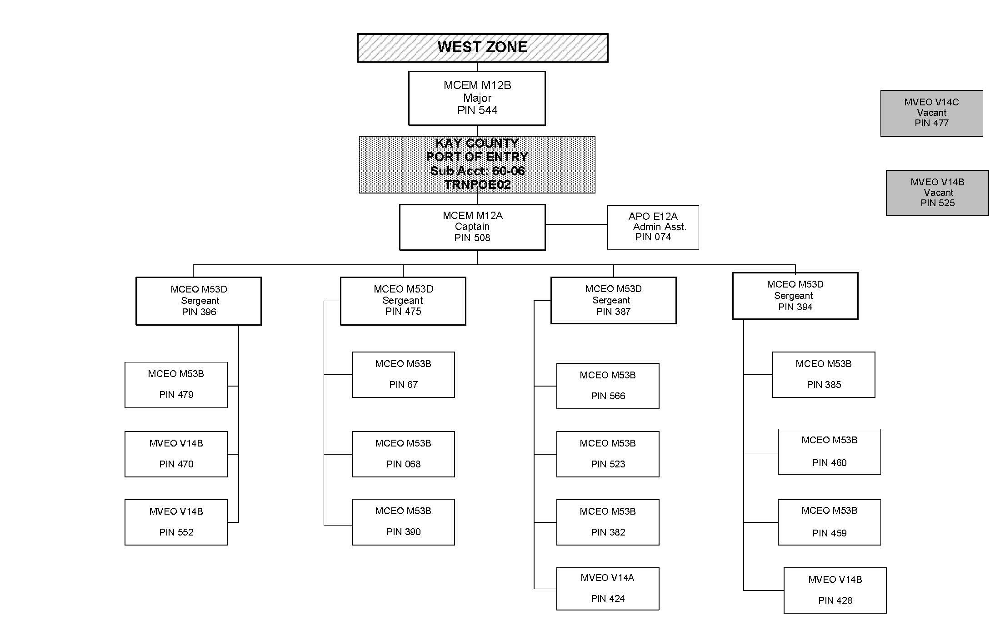 WEST ZONE
MCEM M12B
Major
PIN 544
MVEO V14C
Vacant
PIN 477
KAY COUNTY
PORT OF ENTRY
Sub Acct: 60-06
TRNPOE02
MVEO V14B
Vacant
PIN 525
MCEM M12A
Captain
PIN 508
APO E12A
Admin Asst.
PIN 074
MCEO M53D
Sergeant
PIN 396
MCEO M53D
Sergeant
PIN 475
MCEO M53D
Sergeant
PIN 387
MCEO M53D
Sergeant
PIN 394
MCEO M53B
PIN 479
MCEO M53B
PIN 67
MCEO M53B
PIN 566
MCEO M53B
PIN 385
MVEO V14B
PIN 470
MCEO M53B
PIN 068
MCEO M53B
PIN 523
MCEO M53B
PIN 460
MVEO V14B
PIN 552
MCEO M53B
PIN 390
MCEO M53B
PIN 382
MCEO M53B
PIN 459
MVEO V14A
PIN 424
MVEO V14B
PIN 428